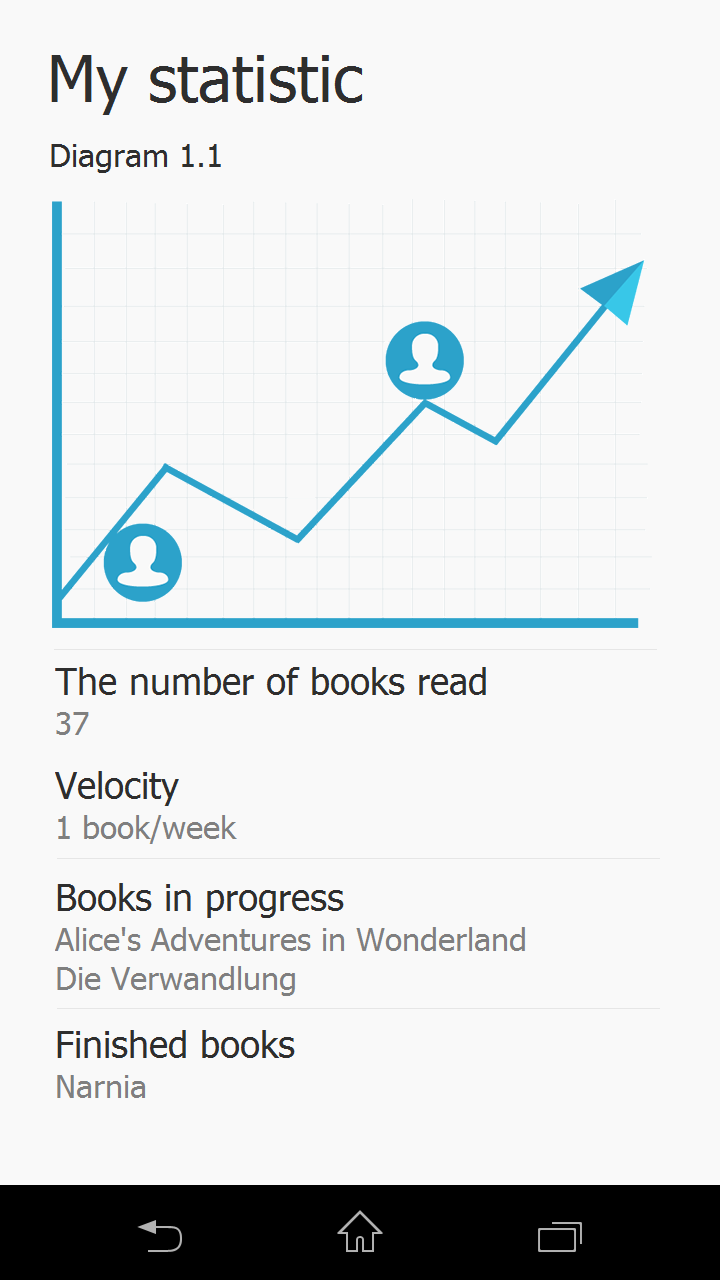 My statistic
Diagram 1.1
The number of books read
37
Velocity
1 book/week
Books in progress
Alice's Adventures in Wonderland
Die Verwandlung
Finished books
Narnia